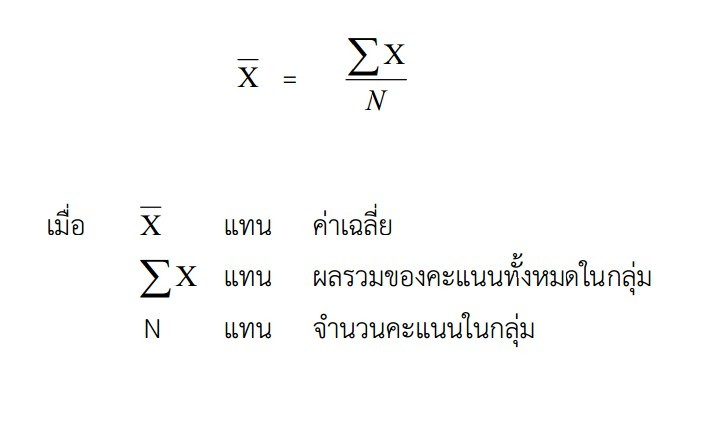 X̄ = ∑X / N
เมื่อ X̄ แทน ค่าเฉลี่ย
∑X แทน ผลรวมของคะแนนทั้งหมดในกลุ่ม
N แทน จำนวนคะแนนในกลุ่ม